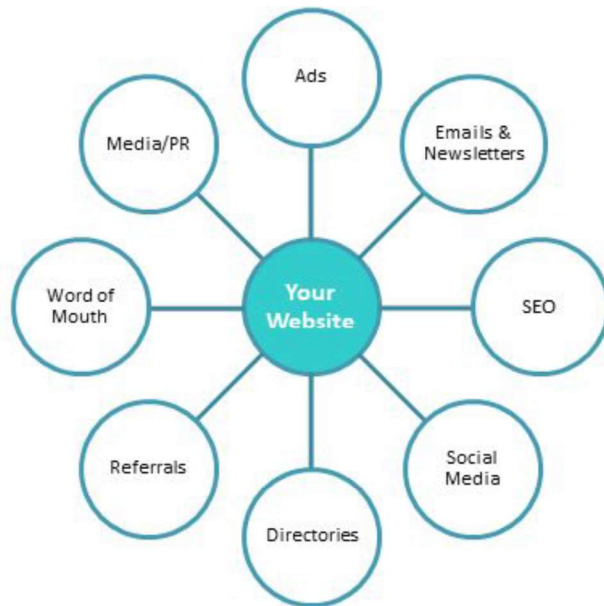 Ads
Emails &
Newsletters
SEO
Social
Media
Directories
Referrals
Word of
Mouth
Media/PR
Your
Website